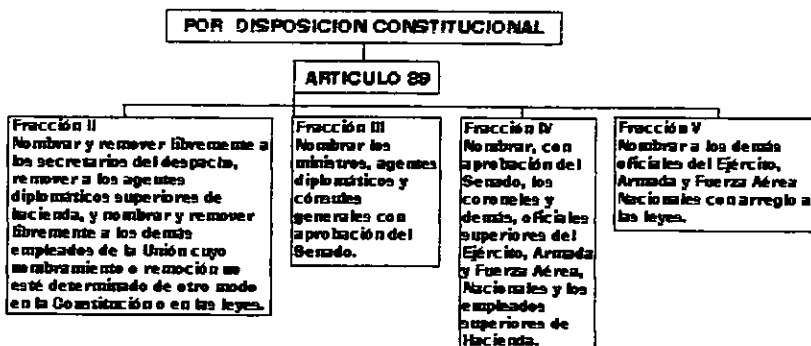 POR DISPOSICION CONSTITUCIONAL
ARTICULO 89
Fracción II
Nombrar y remover libremente a
los secretarios del despacho,
remover a los agentes
diplomáticos superiores de
hacienda, y nombrar y remover
libremente a los demás
empleados de la Unión cuyo
nombramiento o remoción no
esté determinado de otro modo
en la Constitución o en las leyes.
Fracción III
Nombrar los
ministros, agentes
diplomáticos y
cónsules
generales con
aprobación del
Senado.
Fracción IV
Nombrar, con
aprobación del
Senado, los
coroneles y
demás, oficiales
superiores del
Ejército, Armada
y Fuerza Aérea,
Nacionales y los
empleados
superiores de
Hacienda.
Fracción V
Nombrar a los demás
oficiales del Ejército,
Armada y Fuerza Aérea
Nacionales con arreglo a
las leyes.